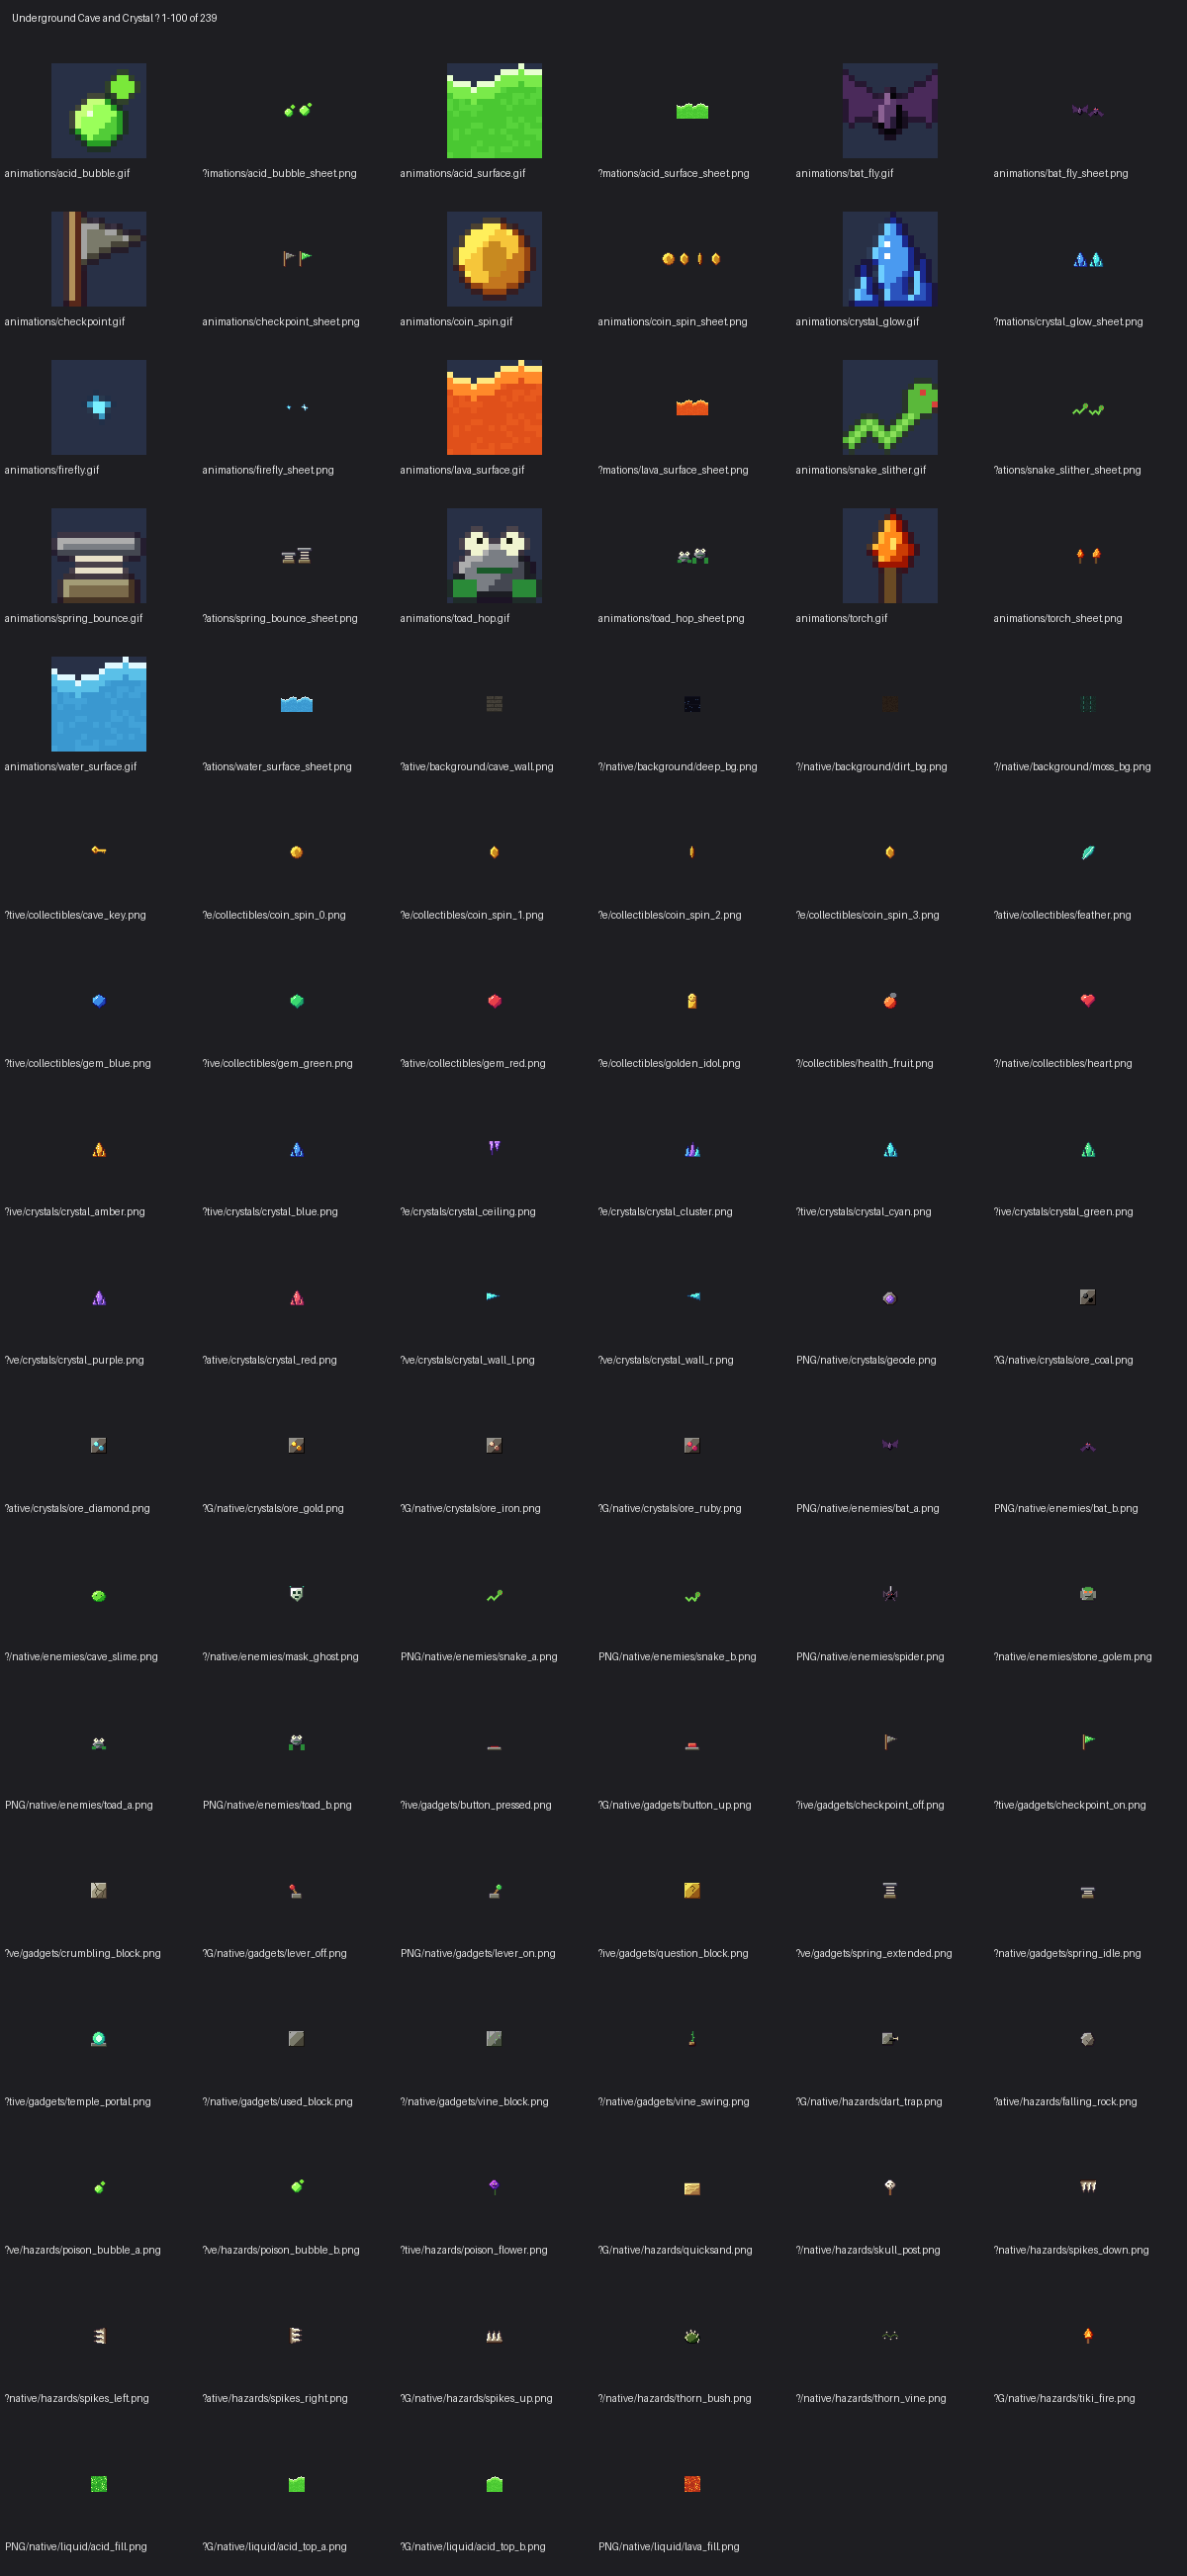 Underground Cave and Crystal ? 1-100 of 239
animations/acid_bubble.gif
?imations/acid_bubble_sheet.png
animations/acid_surface.gif
?mations/acid_surface_sheet.png
animations/bat_fly.gif
animations/bat_fly_sheet.png
animations/checkpoint.gif
animations/checkpoint_sheet.png
animations/coin_spin.gif
animations/coin_spin_sheet.png
animations/crystal_glow.gif
?mations/crystal_glow_sheet.png
animations/firefly.gif
animations/firefly_sheet.png
animations/lava_surface.gif
?mations/lava_surface_sheet.png
animations/snake_slither.gif
?ations/snake_slither_sheet.png
animations/spring_bounce.gif
?ations/spring_bounce_sheet.png
animations/toad_hop.gif
animations/toad_hop_sheet.png
animations/torch.gif
animations/torch_sheet.png
animations/water_surface.gif
?ations/water_surface_sheet.png
?ative/background/cave_wall.png
?/native/background/deep_bg.png
?/native/background/dirt_bg.png
?/native/background/moss_bg.png
?tive/collectibles/cave_key.png
?e/collectibles/coin_spin_0.png
?e/collectibles/coin_spin_1.png
?e/collectibles/coin_spin_2.png
?e/collectibles/coin_spin_3.png
?ative/collectibles/feather.png
?tive/collectibles/gem_blue.png
?ive/collectibles/gem_green.png
?ative/collectibles/gem_red.png
?e/collectibles/golden_idol.png
?/collectibles/health_fruit.png
?/native/collectibles/heart.png
?ive/crystals/crystal_amber.png
?tive/crystals/crystal_blue.png
?e/crystals/crystal_ceiling.png
?e/crystals/crystal_cluster.png
?tive/crystals/crystal_cyan.png
?ive/crystals/crystal_green.png
?ve/crystals/crystal_purple.png
?ative/crystals/crystal_red.png
?ve/crystals/crystal_wall_l.png
?ve/crystals/crystal_wall_r.png
PNG/native/crystals/geode.png
?G/native/crystals/ore_coal.png
?ative/crystals/ore_diamond.png
?G/native/crystals/ore_gold.png
?G/native/crystals/ore_iron.png
?G/native/crystals/ore_ruby.png
PNG/native/enemies/bat_a.png
PNG/native/enemies/bat_b.png
?/native/enemies/cave_slime.png
?/native/enemies/mask_ghost.png
PNG/native/enemies/snake_a.png
PNG/native/enemies/snake_b.png
PNG/native/enemies/spider.png
?native/enemies/stone_golem.png
PNG/native/enemies/toad_a.png
PNG/native/enemies/toad_b.png
?ive/gadgets/button_pressed.png
?G/native/gadgets/button_up.png
?ive/gadgets/checkpoint_off.png
?tive/gadgets/checkpoint_on.png
?ve/gadgets/crumbling_block.png
?G/native/gadgets/lever_off.png
PNG/native/gadgets/lever_on.png
?ive/gadgets/question_block.png
?ve/gadgets/spring_extended.png
?native/gadgets/spring_idle.png
?tive/gadgets/temple_portal.png
?/native/gadgets/used_block.png
?/native/gadgets/vine_block.png
?/native/gadgets/vine_swing.png
?G/native/hazards/dart_trap.png
?ative/hazards/falling_rock.png
?ve/hazards/poison_bubble_a.png
?ve/hazards/poison_bubble_b.png
?tive/hazards/poison_flower.png
?G/native/hazards/quicksand.png
?/native/hazards/skull_post.png
?native/hazards/spikes_down.png
?native/hazards/spikes_left.png
?ative/hazards/spikes_right.png
?G/native/hazards/spikes_up.png
?/native/hazards/thorn_bush.png
?/native/hazards/thorn_vine.png
?G/native/hazards/tiki_fire.png
PNG/native/liquid/acid_fill.png
?G/native/liquid/acid_top_a.png
?G/native/liquid/acid_top_b.png
PNG/native/liquid/lava_fill.png